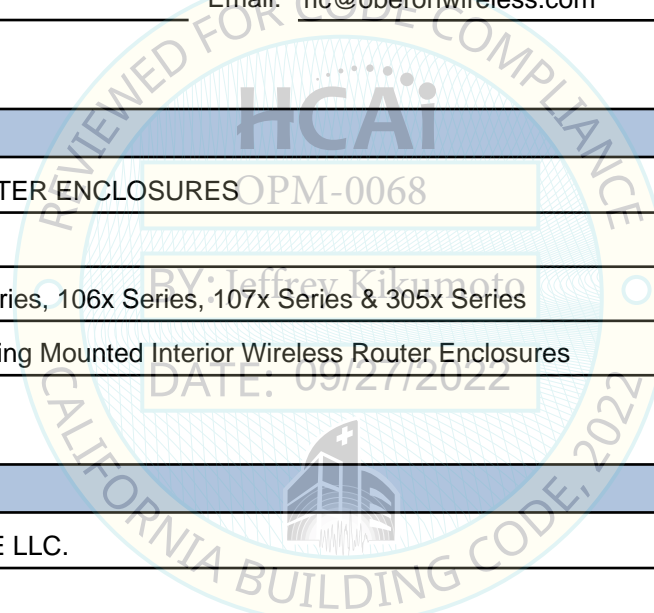 Email: hc@oberonwireless.com
REVIEWED FOR CODE COMPLIANCE
HCAi
TER ENCLOSURES
OPM-0068
BY: Jeffrey Kikumoto
ries, 106x Series, 107x Series & 305x Series
ing Mounted Interior Wireless Router Enclosures
DATE: 09/27/2022
E LLC.
CALIFORNIA BUILDING CODE, 2022